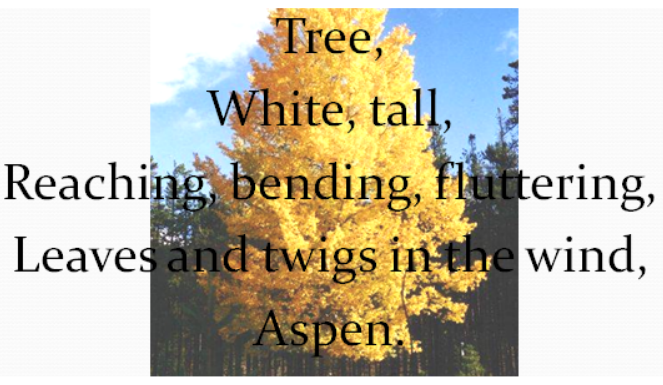 Tree,
White, tall,
Reaching, bending, fluttering,
Leaves and twigs in the wind,
Aspen.